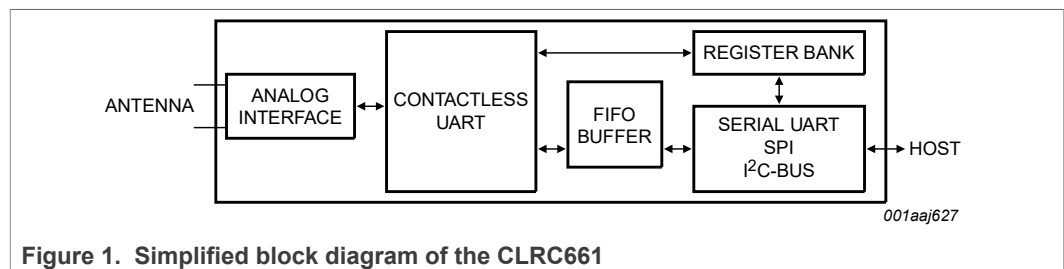 ANTENNA
ANALOG
INTERFACE
CONTACTLESS
UART
FIFO
BUFFER
REGISTER BANK
SERIAL UART
SPI
I²C-BUS
HOST
001aaj627
Figure 1. Simplified block diagram of the CLRC661